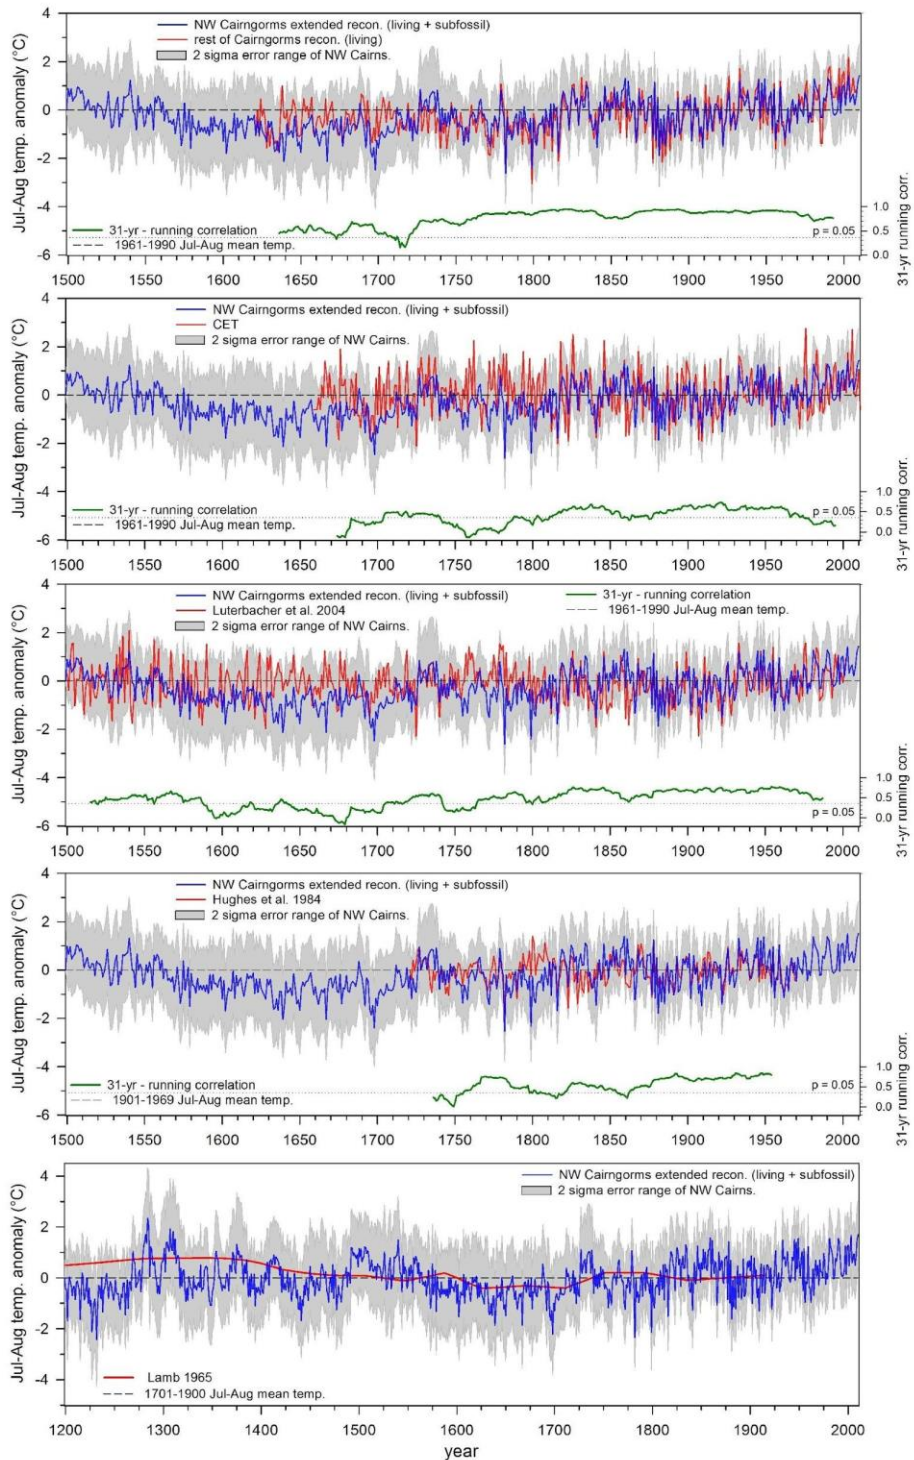 NW Cairngorms extended recon. (living + subfossil)
rest of Cairngorms recon. (living)
2 sigma error range of NW Cairns.
Jul-Aug temp. anomaly (°C)
4
2
0
-2
-4
-6
31-yr - running correlation
1961-1990 Jul-Aug mean temp.
p = 0.05
1.0
0.5
0.0
31-yr running corr.
1500 1550 1600 1650 1700 1750 1800 1850 1900 1950 2000
NW Cairngorms extended recon. (living + subfossil)
CET
2 sigma error range of NW Cairns.
Jul-Aug temp. anomaly (°C)
4
2
0
-2
-4
-6
31-yr - running correlation
1961-1990 Jul-Aug mean temp.
p = 0.05
1.0
0.5
0.0
31-yr running corr.
1500 1550 1600 1650 1700 1750 1800 1850 1900 1950 2000
NW Cairngorms extended recon. (living + subfossil)
Luterbacher et al. 2004
2 sigma error range of NW Cairns.
31-yr - running correlation
1961-1990 Jul-Aug mean temp.
Jul-Aug temp. anomaly (°C)
4
2
0
-2
-4
-6
p = 0.05
1.0
0.5
0.0
31-yr running corr.
1500 1550 1600 1650 1700 1750 1800 1850 1900 1950 2000
NW Cairngorms extended recon. (living + subfossil)
Hughes et al. 1984
2 sigma error range of NW Cairns.
Jul-Aug temp. anomaly (°C)
4
2
0
-2
-4
-6
31-yr - running correlation
1901-1969 Jul-Aug mean temp.
p = 0.05
1.0
0.5
0.0
31-yr running corr.
1500 1550 1600 1650 1700 1750 1800 1850 1900 1950 2000
NW Cairngorms extended recon. (living + subfossil)
2 sigma error range of NW Cairns.
Jul-Aug temp. anomaly (°C)
4
2
0
-2
-4
Lamb 1965
1701-1900 Jul-Aug mean temp.
1200 1300 1400 1500 1600 1700 1800 1900 2000
year